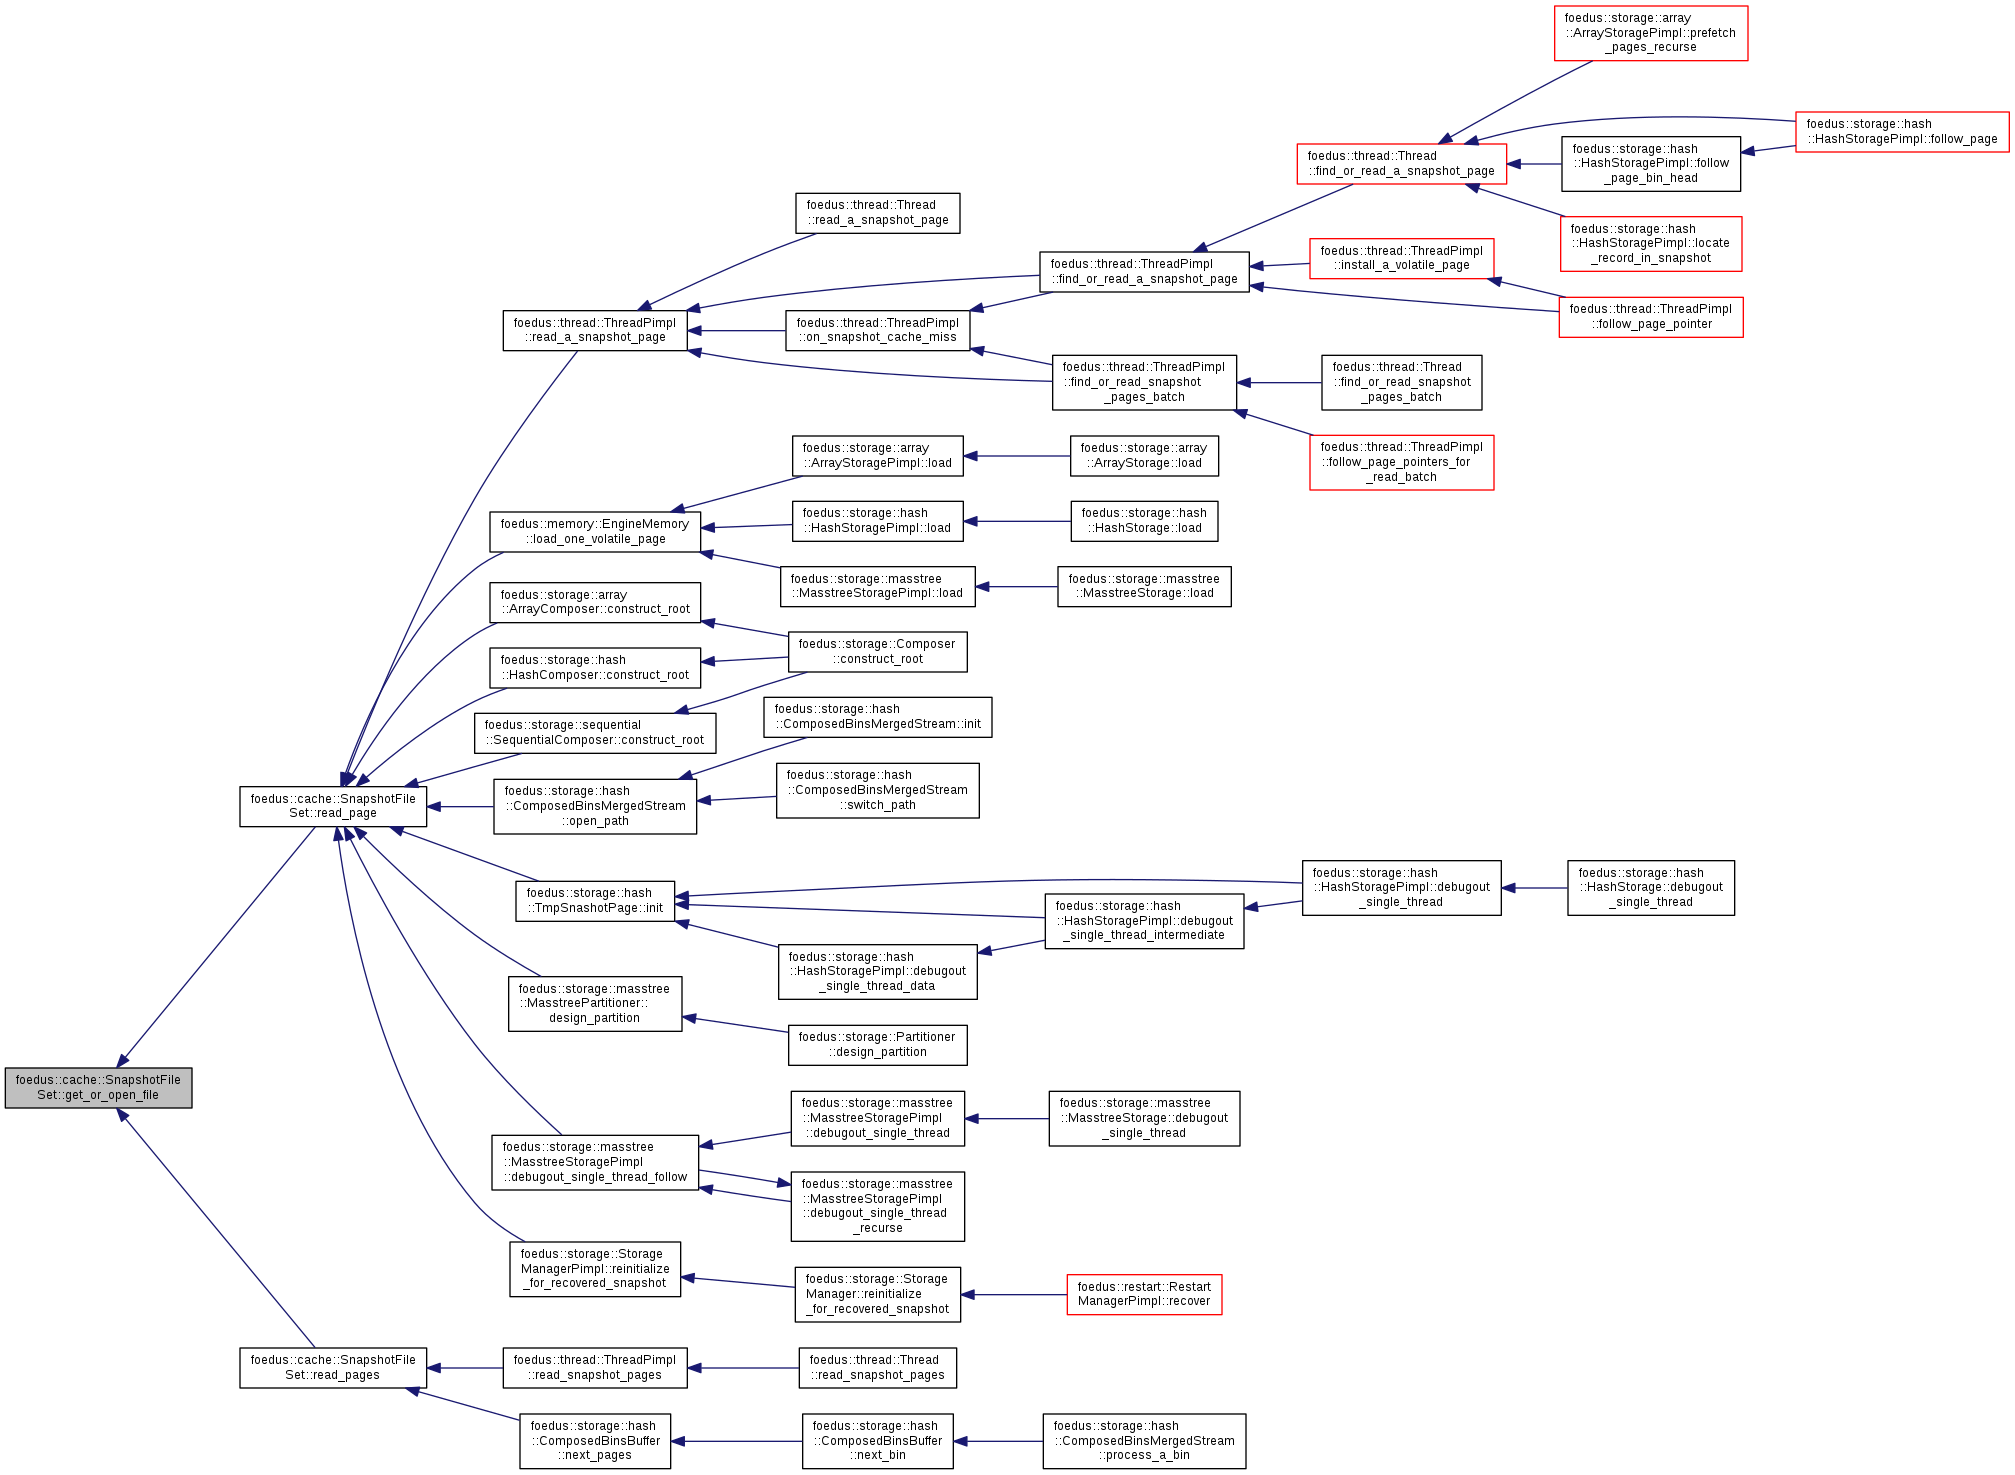 foedus::storage::array
::ArrayStoragePimpl::prefetch
_pages_recurse
foedus::storage::hash
::HashStoragePimpl::follow_page
foedus::thread::Thread
::find_or_read_a_snapshot_page
foedus::storage::hash
::HashStoragePimpl::follow
_page_bin_head
foedus::thread::Thread
::read_a_snapshot_page
foedus::storage::hash
::HashStoragePimpl::locate
_record_in_snapshot
foedus::thread::ThreadPimpl
::find_or_read_a_snapshot_page
foedus::thread::ThreadPimpl
::install_a_volatile_page
foedus::thread::ThreadPimpl
::follow_page_pointer
foedus::thread::ThreadPimpl
::read_a_snapshot_page
foedus::thread::ThreadPimpl
::on_snapshot_cache_miss
foedus::thread::ThreadPimpl
::find_or_read_snapshot
_pages_batch
foedus::thread::Thread
::find_or_read_snapshot
_pages_batch
foedus::thread::ThreadPimpl
::follow_page_pointers_for
_read_batch
foedus::storage::array
::ArrayStoragePimpl::load
foedus::storage::array
::ArrayStorage::load
foedus::memory::EngineMemory
::load_one_volatile_page
foedus::storage::hash
::HashStoragePimpl::load
foedus::storage::hash
::HashStorage::load
foedus::storage::masstree
::MasstreeStoragePimpl::load
foedus::storage::masstree
::MasstreeStorage::load
foedus::storage::array
::ArrayComposer::construct_root
foedus::storage::Composer
::construct_root
foedus::storage::hash
::HashComposer::construct_root
foedus::storage::sequential
::SequentialComposer::construct_root
foedus::storage::hash
::ComposedBinsMergedStream::init
foedus::cache::SnapshotFile
Set::read_page
foedus::storage::hash
::ComposedBinsMergedStream
::open_path
foedus::storage::hash
::ComposedBinsMergedStream
::switch_path
foedus::storage::hash
::TmpSnashotPage::init
foedus::storage::hash
::HashStoragePimpl::debugout
_single_thread
foedus::storage::hash
::HashStorage::debugout
_single_thread
foedus::storage::hash
::HashStoragePimpl::debugout
_single_thread_intermediate
foedus::storage::hash
::HashStoragePimpl::debugout
_single_thread_data
foedus::storage::masstree
::MasstreePartitioner::
design_partition
foedus::storage::Partitioner
::design_partition
foedus::cache::SnapshotFile
Set::get_or_open_file
foedus::storage::masstree
::MasstreeStoragePimpl
::debugout_single_thread
foedus::storage::masstree
::MasstreeStorage::debugout
_single_thread
foedus::storage::masstree
::MasstreeStoragePimpl
::debugout_single_thread_follow
foedus::storage::masstree
::MasstreeStoragePimpl
::debugout_single_thread
_recurse
foedus::storage::Storage
ManagerPimpl::reinitialize
_for_recovered_snapshot
foedus::storage::Storage
Manager::reinitialize
_for_recovered_snapshot
foedus::restart::Restart
ManagerPimpl::recover
foedus::cache::SnapshotFile
Set::read_pages
foedus::thread::ThreadPimpl
::read_snapshot_pages
foedus::thread::Thread
::read_snapshot_pages
foedus::storage::hash
::ComposedBinsBuffer
::next_pages
foedus::storage::hash
::ComposedBinsBuffer
::next_bin
foedus::storage::hash
::ComposedBinsMergedStream
::process_a_bin